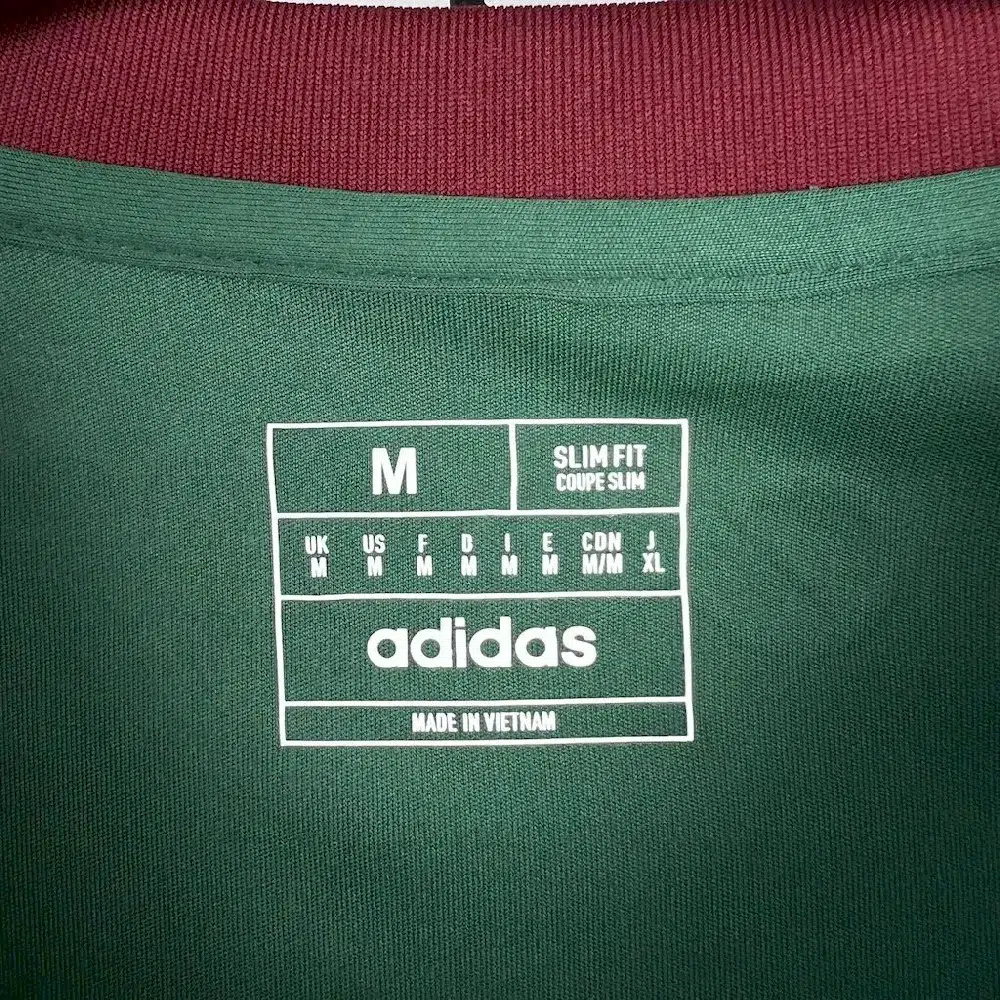 M
SLIM FIT
COUPE SLIM
UK US F D I E CDN J
M M M M M M M/M XL
adidas
MADE IN VIETNAM